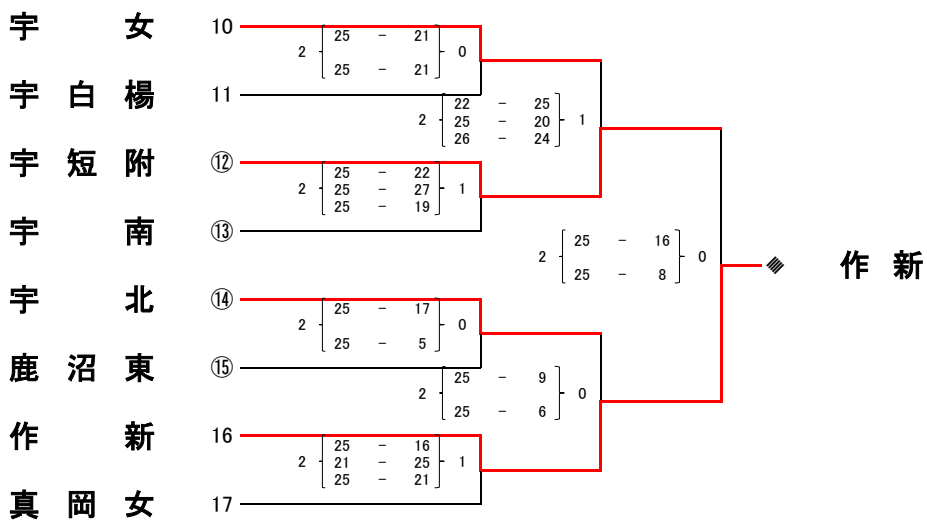 宇 女 10
2 25 - 21 0
25 - 21
宇 白 楊 11
22 - 25
2 25 - 20 1
26 - 24
宇 短 附 ⑫
25 - 22
2 25 - 27 1
25 - 19
宇 南 ⑬
2 25 - 16 0
25 - 8
作 新
宇 北 ⑭
25 - 17
2 0
25 - 5
鹿 沼 東 ⑮
25 - 9
2 0
25 - 6
作 新 16
25 - 16
2 21 - 25 1
25 - 21
真 岡 女 17